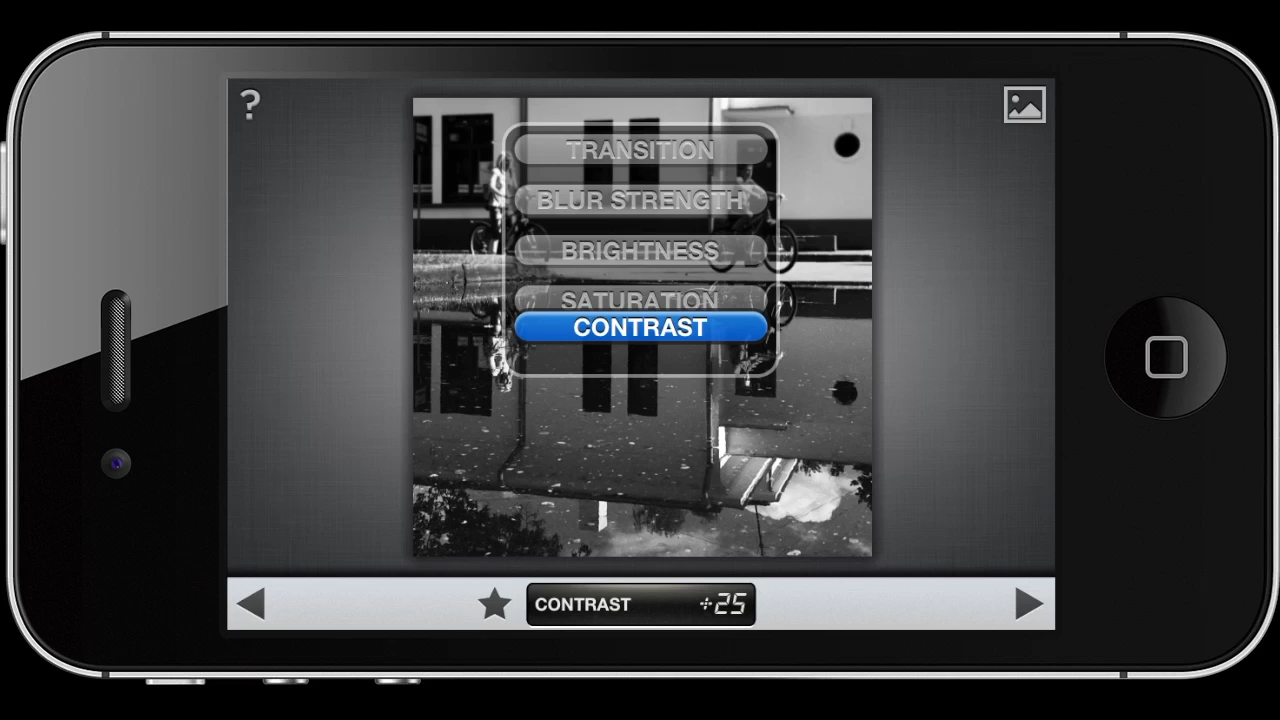 ?
TRANSITION
BLUR STRENGTH
BRIGHTNESS
SATURATION
CONTRAST
CONTRAST +25